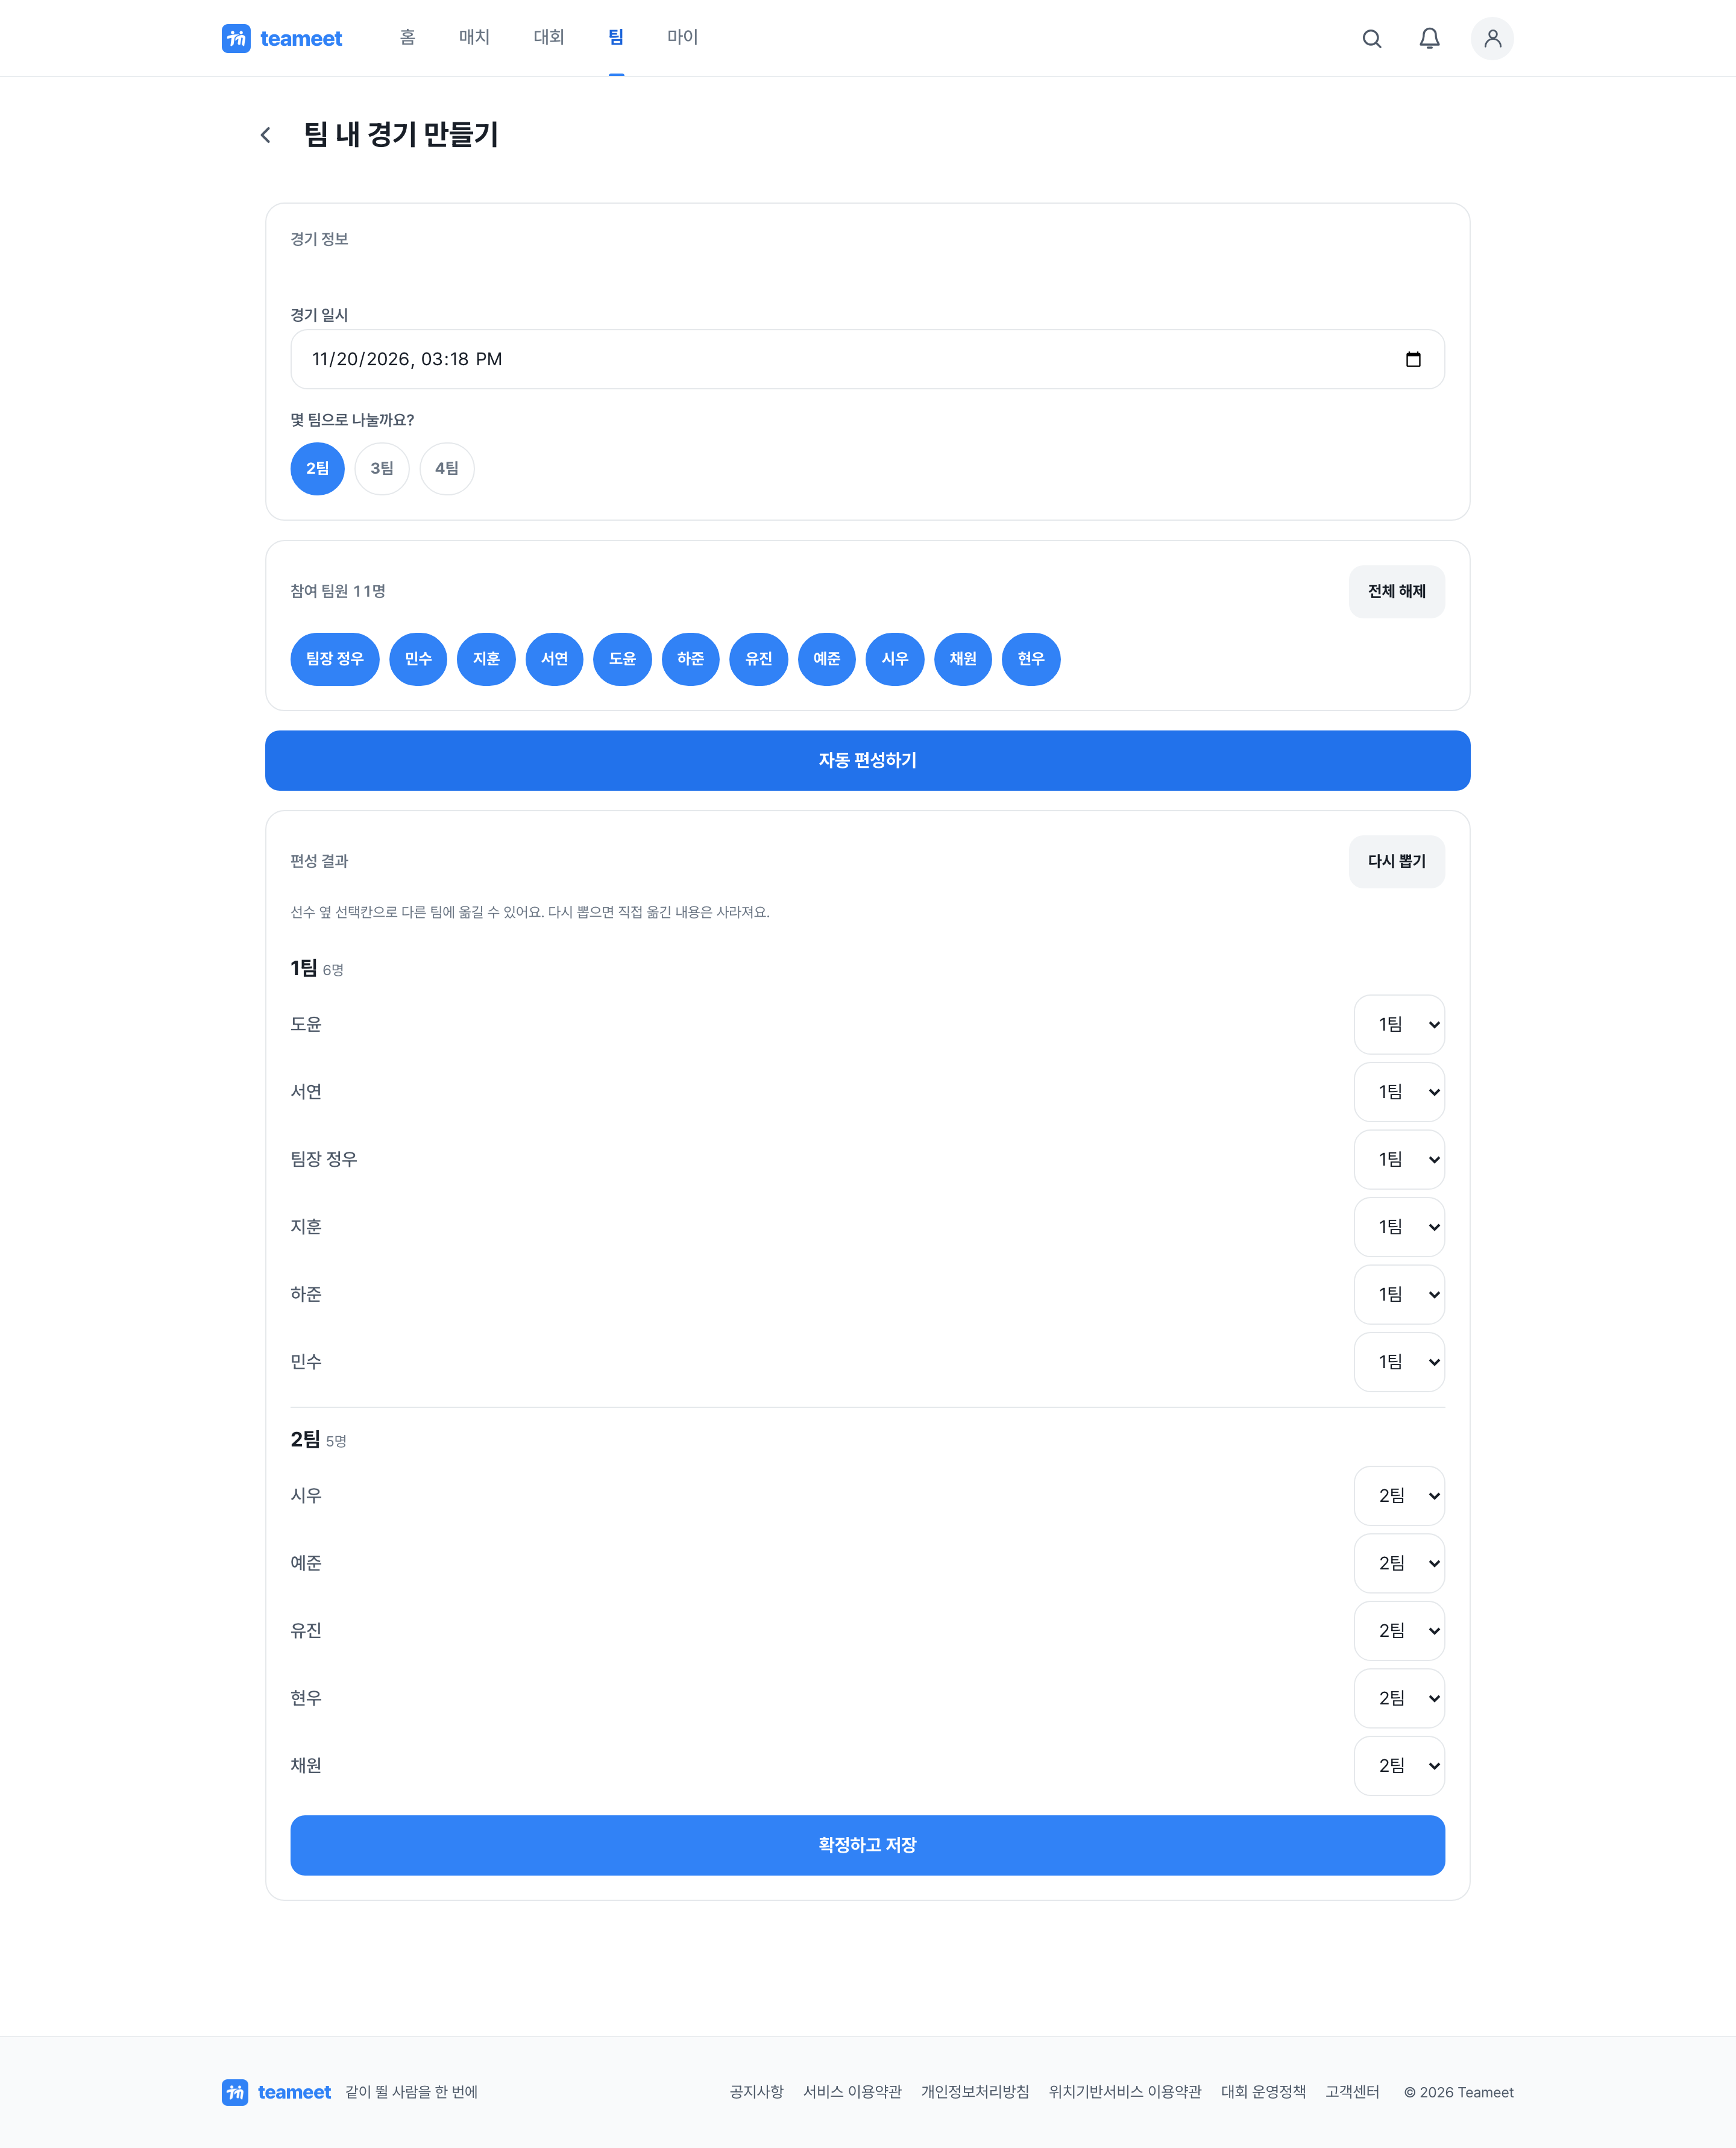 teameet 홈 매치 대회 팀 마이
팀 내 경기 만들기
경기 정보
경기 일시
11/20/2026, 03:18 PM
몇 팀으로 나눌까요?
2팀 3팀 4팀
참여 팀원 11명 전체 해제
팀장 정우 민수 지훈 서연 도윤 하준 유진 예준 시우 채원 현우
자동 편성하기
편성 결과 다시 뽑기
선수 옆 선택칸으로 다른 팀에 옮길 수 있어요. 다시 뽑으면 직접 옮긴 내용은 사라져요.
1팀 6명
도윤 1팀
서연 1팀
팀장 정우 1팀
지훈 1팀
하준 1팀
민수 1팀
2팀 5명
시우 2팀
예준 2팀
유진 2팀
현우 2팀
채원 2팀
확정하고 저장
teameet 같이 뛸 사람을 한 번에 공지사항 서비스 이용약관 개인정보처리방침 위치기반서비스 이용약관 대회 운영정책 고객센터 © 2026 Teameet